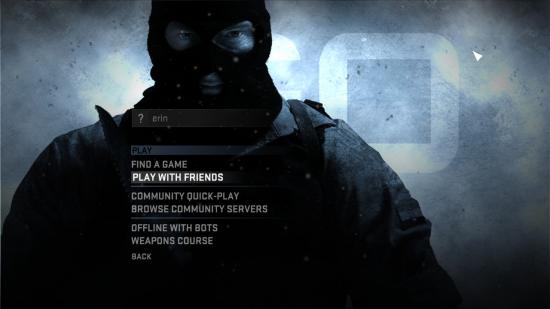 GO
? erin
PLAY
FIND A GAME
PLAY WITH FRIENDS
COMMUNITY QUICK-PLAY
BROWSE COMMUNITY SERVERS
OFFLINE WITH BOTS
WEAPONS COURSE
BACK